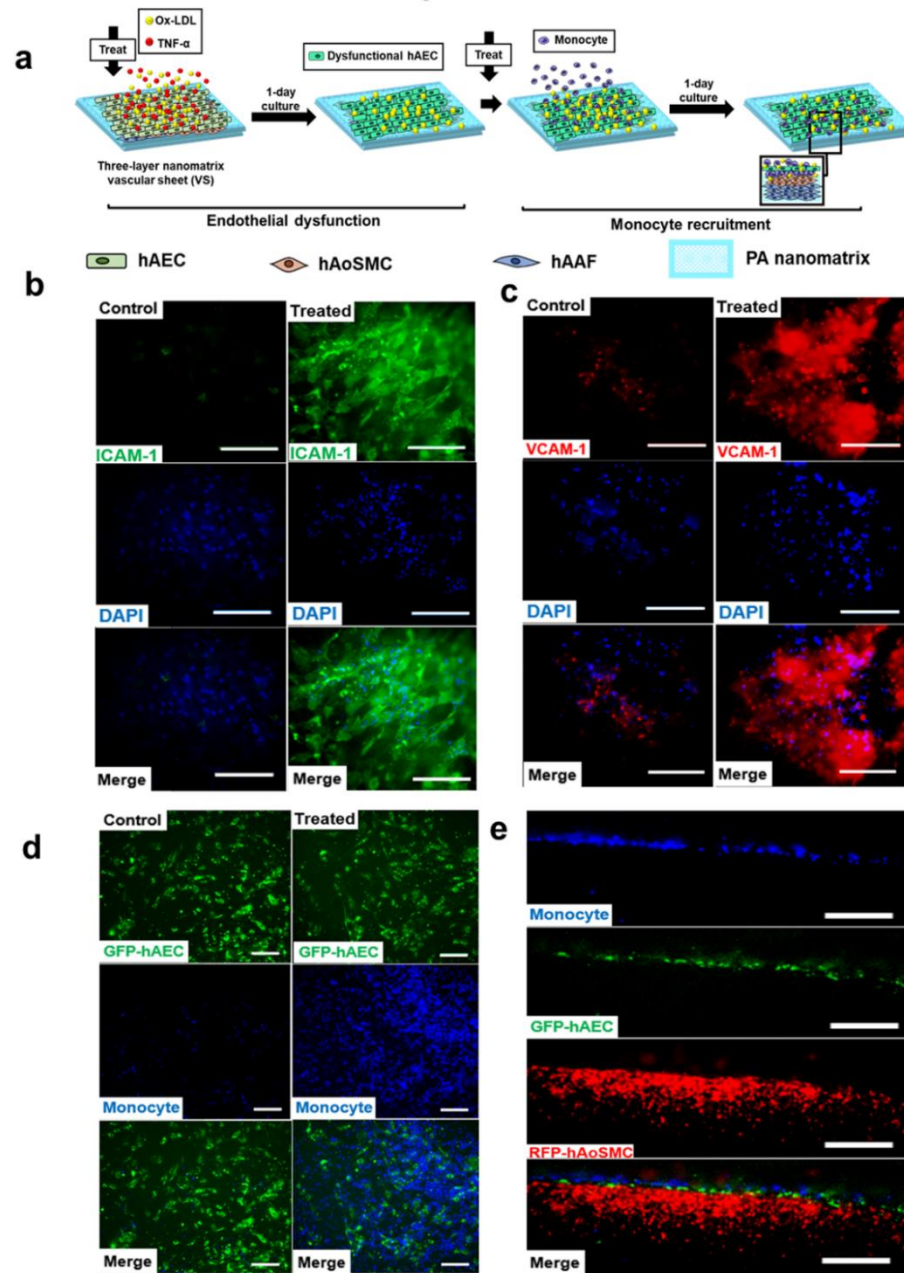 a
Ox-LDL
TNF-α
Treat
1-day
culture
Dysfunctional hAEC
Treat
Monocyte
1-day
culture
Three-layer nanomatrix
vascular sheet (VS)
Endothelial dysfunction
Monocyte recruitment
hAEC
hAoSMC
hAAF
PA nanomatrix
b
Control
Treated
ICAM-1
ICAM-1
DAPI
DAPI
Merge
Merge
c
Control
Treated
VCAM-1
VCAM-1
DAPI
DAPI
Merge
Merge
d
Control
Treated
GFP-hAEC
GFP-hAEC
Monocyte
Monocyte
Merge
Merge
e
Monocyte
GFP-hAEC
RFP-hAoSMC
Merge